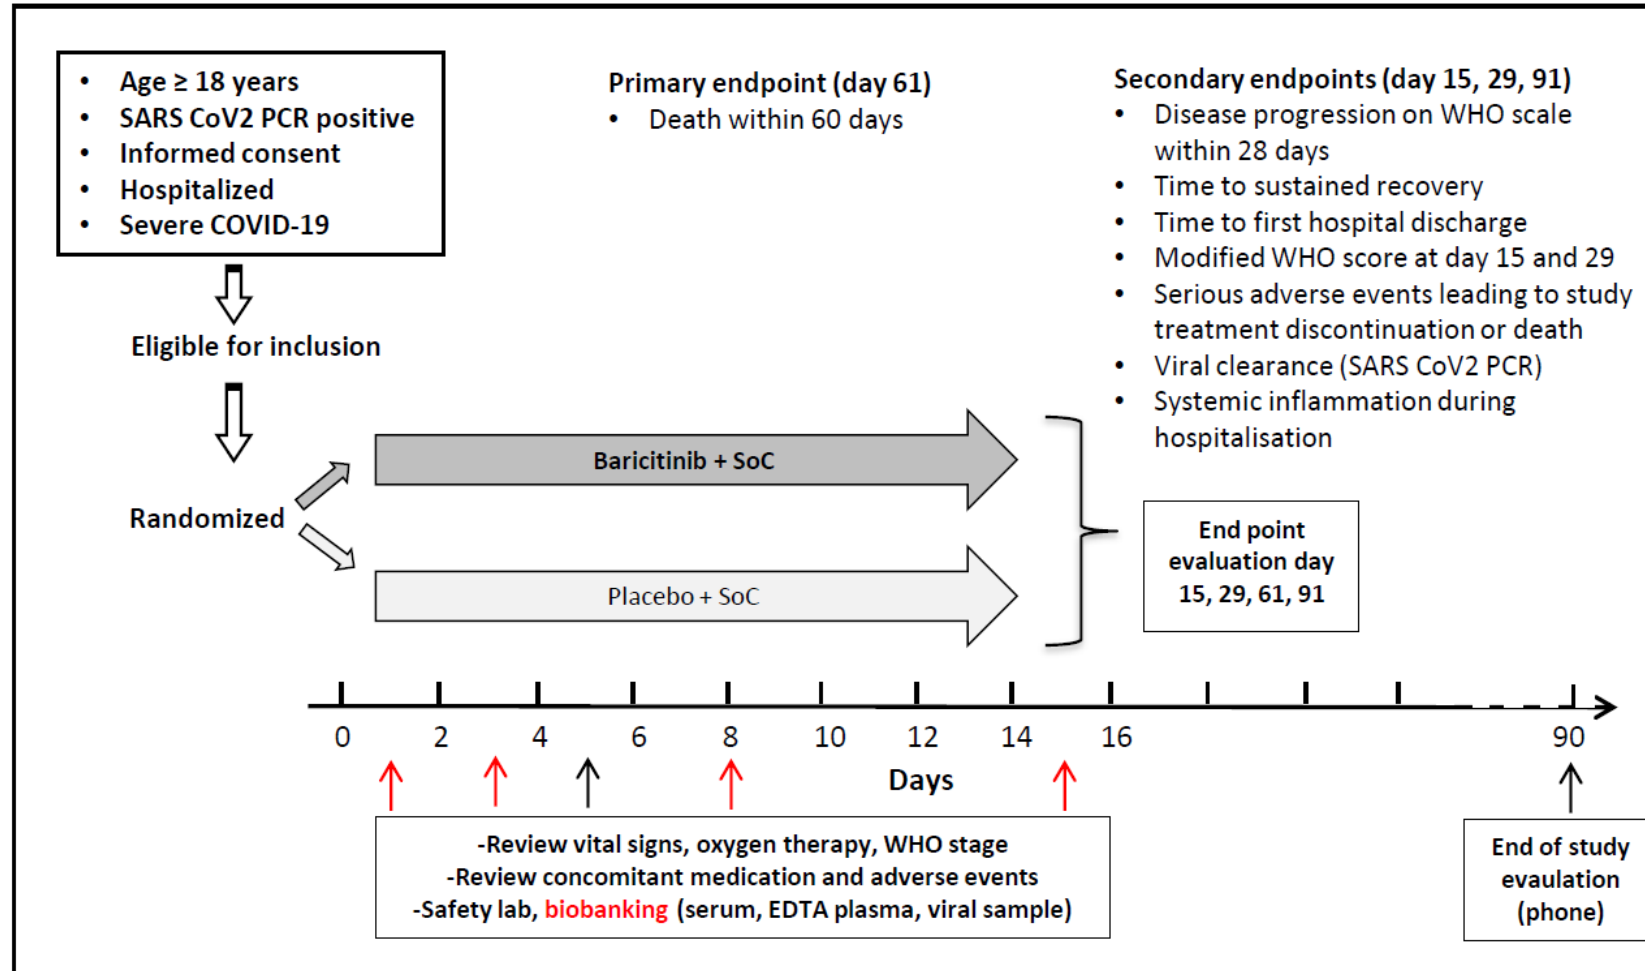 • Age ≥ 18 years
• SARS CoV2 PCR positive
• Informed consent
• Hospitalized
• Severe COVID-19
Eligible for inclusion
Randomized
Primary endpoint (day 61)
• Death within 60 days
Secondary endpoints (day 15, 29, 91)
• Disease progression on WHO scale
within 28 days
• Time to sustained recovery
• Time to first hospital discharge
• Modified WHO score at day 15 and 29
• Serious adverse events leading to study
treatment discontinuation or death
• Viral clearance (SARS CoV2 PCR)
• Systemic inflammation during
hospitalisation
Baricitinib + SoC
Placebo + SoC
End point
evaluation day
15, 29, 61, 91
0 2 4 6 8 10 12 14 16 90
Days
-Review vital signs, oxygen therapy, WHO stage
-Review concomitant medication and adverse events
-Safety lab, biobanking (serum, EDTA plasma, viral sample)
End of study
evaulation
(phone)